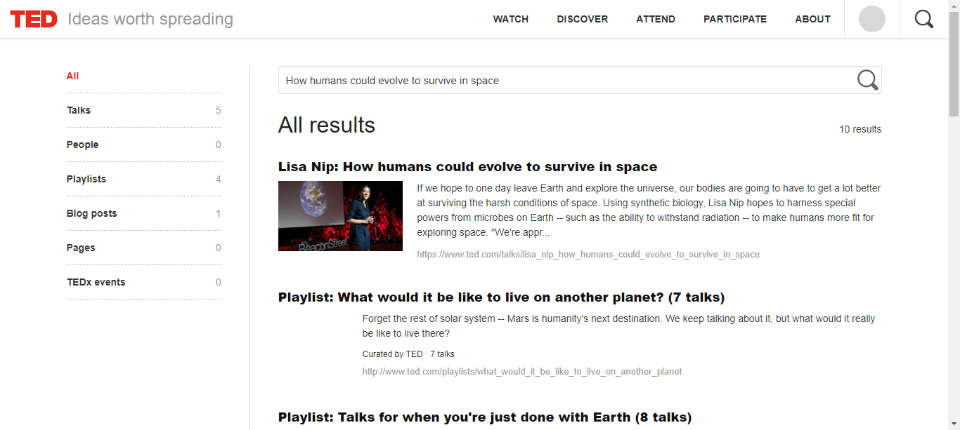 TED Ideas worth spreading
WATCH DISCOVER ATTEND PARTICIPATE ABOUT
All
Talks 5
People 0
Playlists 4
Blog posts 1
Pages 0
TEDx events 0
How humans could evolve to survive in space
All results
10 results
Lisa Nip: How humans could evolve to survive in space
BeaconStreet
If we hope to one day leave Earth and explore the universe, our bodies are going to have to get a lot better
at surviving the harsh conditions of space. Using synthetic biology, Lisa Nip hopes to harness special
powers from microbes on Earth -- such as the ability to withstand radiation -- to make humans more fit for
exploring space. "We're appr...
https://www.ted.com/talks/lisa_nip_how_humans_could_evolve_to_survive_in_space
Playlist: What would it be like to live on another planet? (7 talks)
Forget the rest of solar system -- Mars is humanity's next destination. We keep talking about it, but what would it really
be like to live there?
Curated by TED · 7 talks
http://www.ted.com/playlists/what_would_it_be_like_to_live_on_another_planet
Playlist: Talks for when you're just done with Earth (8 talks)